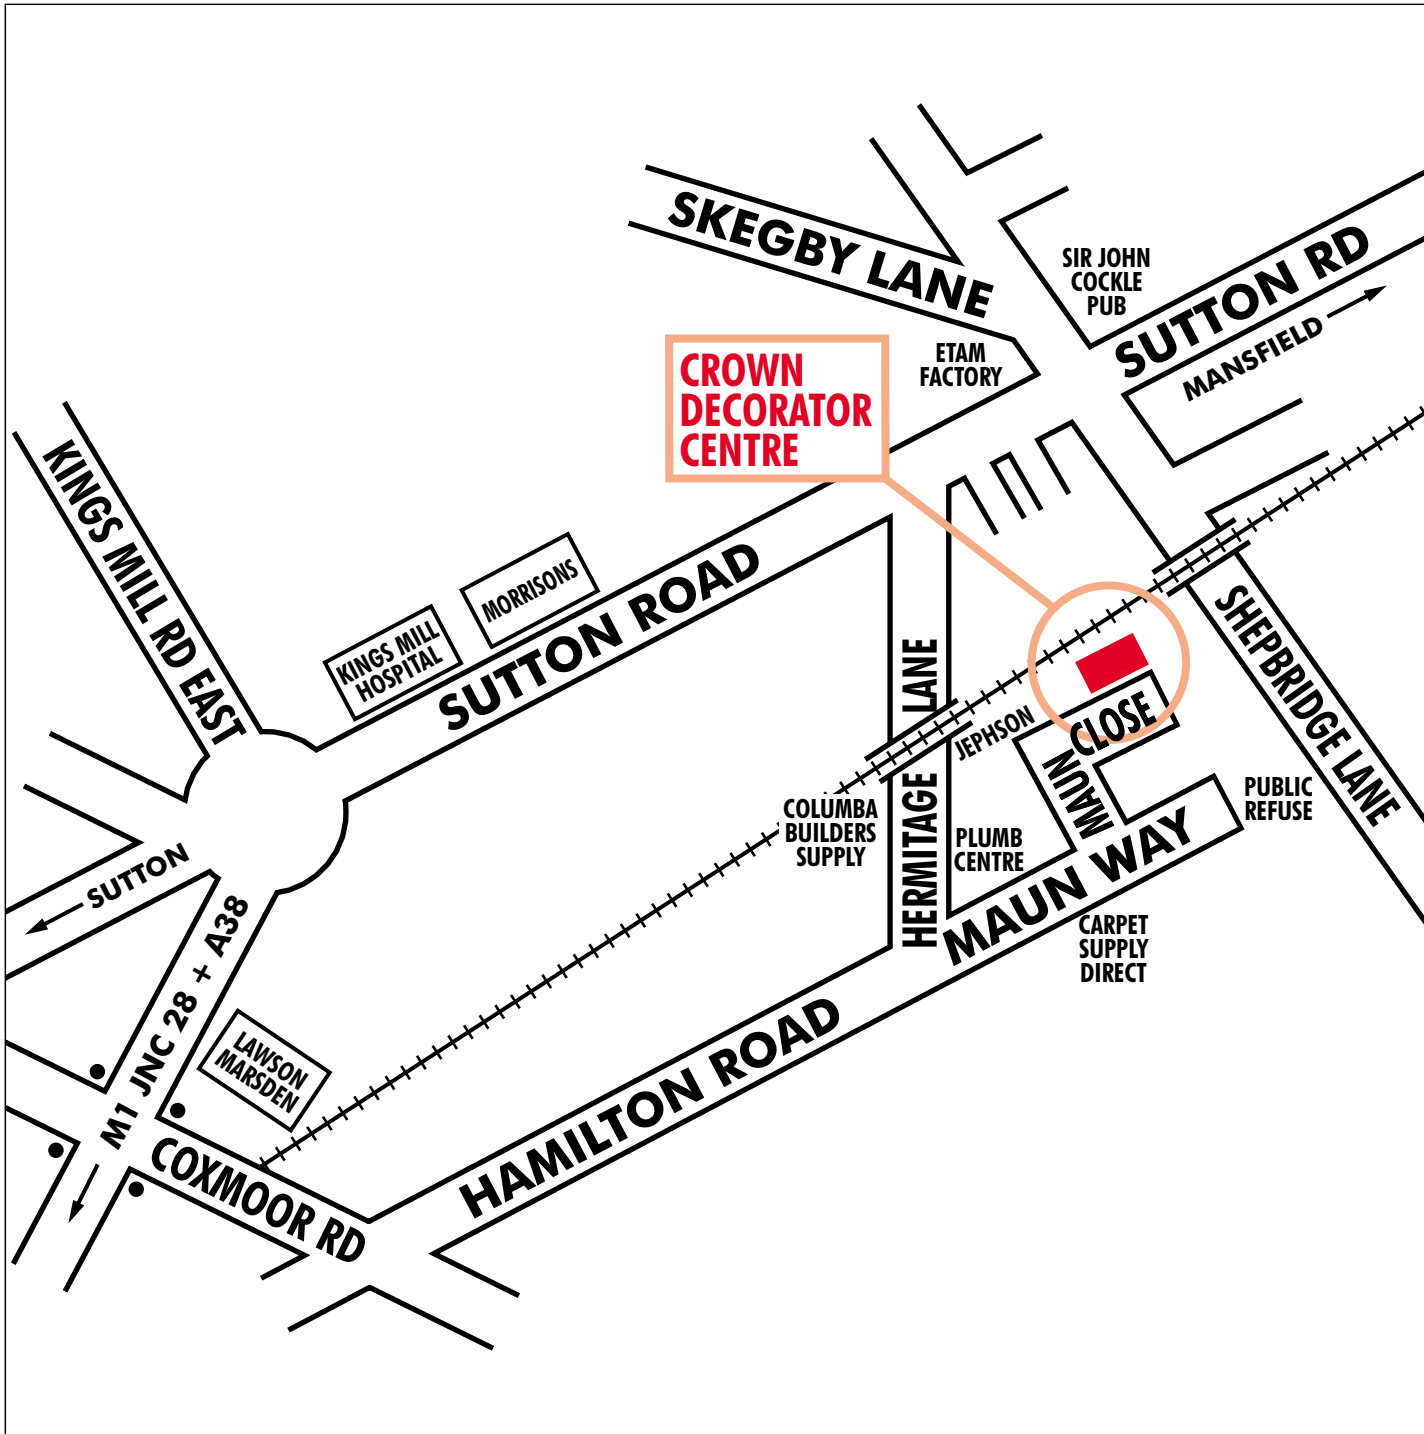 SKEGBY LANE
SIR JOHN
COCKLE
PUB
SUTTON RD
MANSFIELD
ETAM
FACTORY
CROWN
DECORATOR
CENTRE
KINGS MILL RD EAST
MORRISONS
KINGS MILL
HOSPITAL
SUTTON ROAD
HERMITAGE LANE
JEPHSON
MAUN
CLOSE
SHEPBRIDGE LANE
PUBLIC
REFUSE
COLUMBA
BUILDERS
SUPPLY
PLUMB
CENTRE
MAUN WAY
CARPET
SUPPLY
DIRECT
SUTTON
M1 JNC 28 + A38
LAWSON
MARSDEN
COXMOOR RD
HAMILTON ROAD